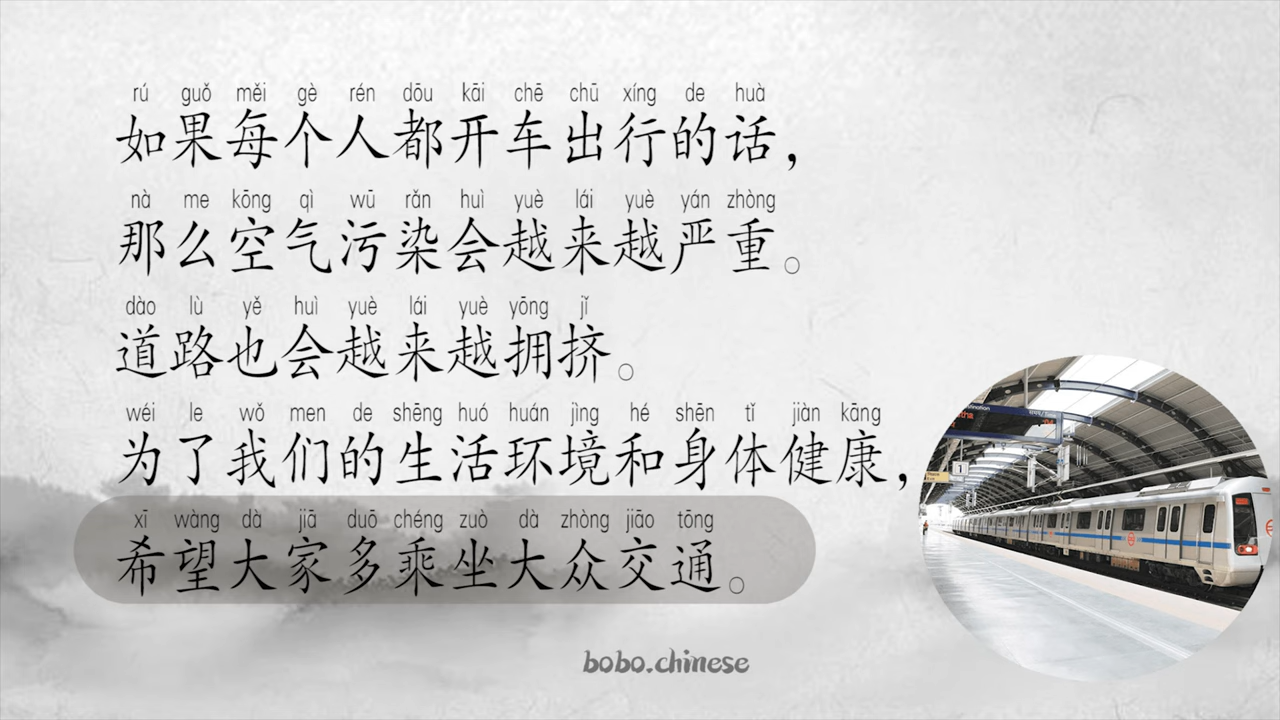 rú guǒ měi gè rén dōu kāi chē chū xíng de huà
如果每个人都开车出行的话，
nà me kōng qì wū rǎn huì yuè lái yuè yán zhòng
那么空气污染会越来越严重。
dào lù yě huì yuè lái yuè yōng jǐ
道路也会越来越拥挤。
wéi le wǒ men de shēng huó huán jìng hé shēn tǐ jiàn kāng
为了我们的生活环境和身体健康，
xī wàng dà jiā duō chéng zuò dà zhòng jiāo tōng
希望大家多乘坐大众交通。
bobo.chinese